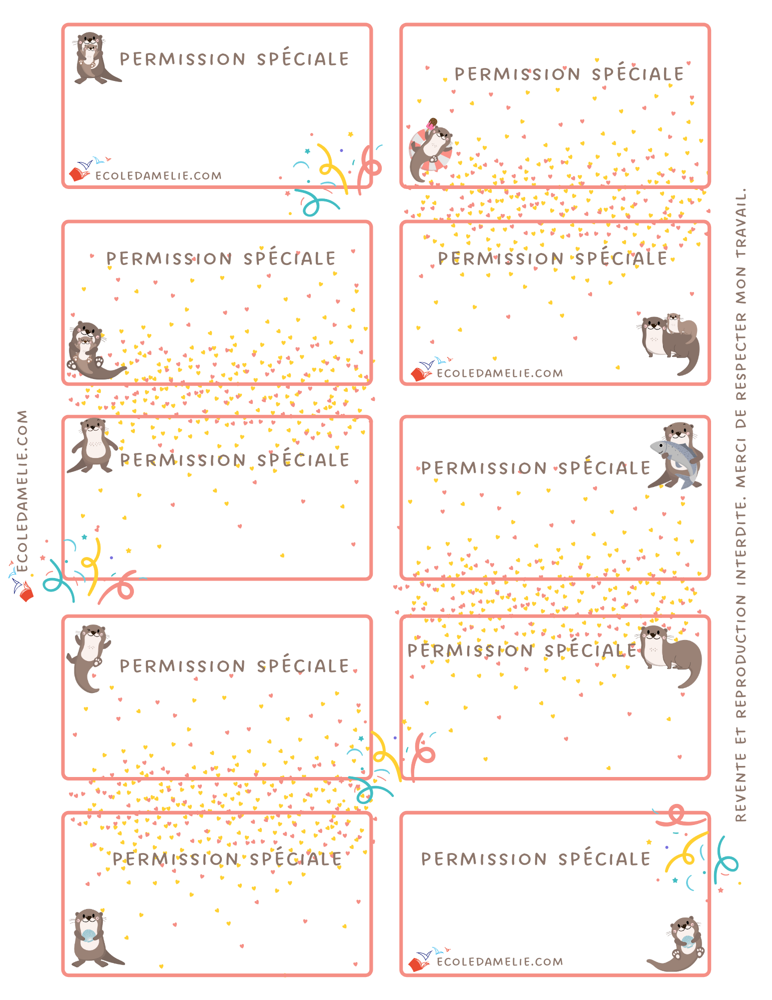 PERMISSION SPÉCIALE
ECOLEDAMELIE.COM
PERMISSION SPÉCIALE
PERMISSION SPÉCIALE
PERMISSION SPÉCIALE
ECOLEDAMELIE.COM
PERMISSION SPÉCIALE
PERMISSION SPÉCIALE
PERMISSION SPÉCIALE
PERMISSION SPÉCIALE
PERMISSION SPÉCIALE
PERMISSION SPÉCIALE
ECOLEDAMELIE.COM
ECOLEDAMELIE.COM
REVENTE ET REPRODUCTION INTERDITE. MERCI DE RESPECTER MON TRAVAIL.